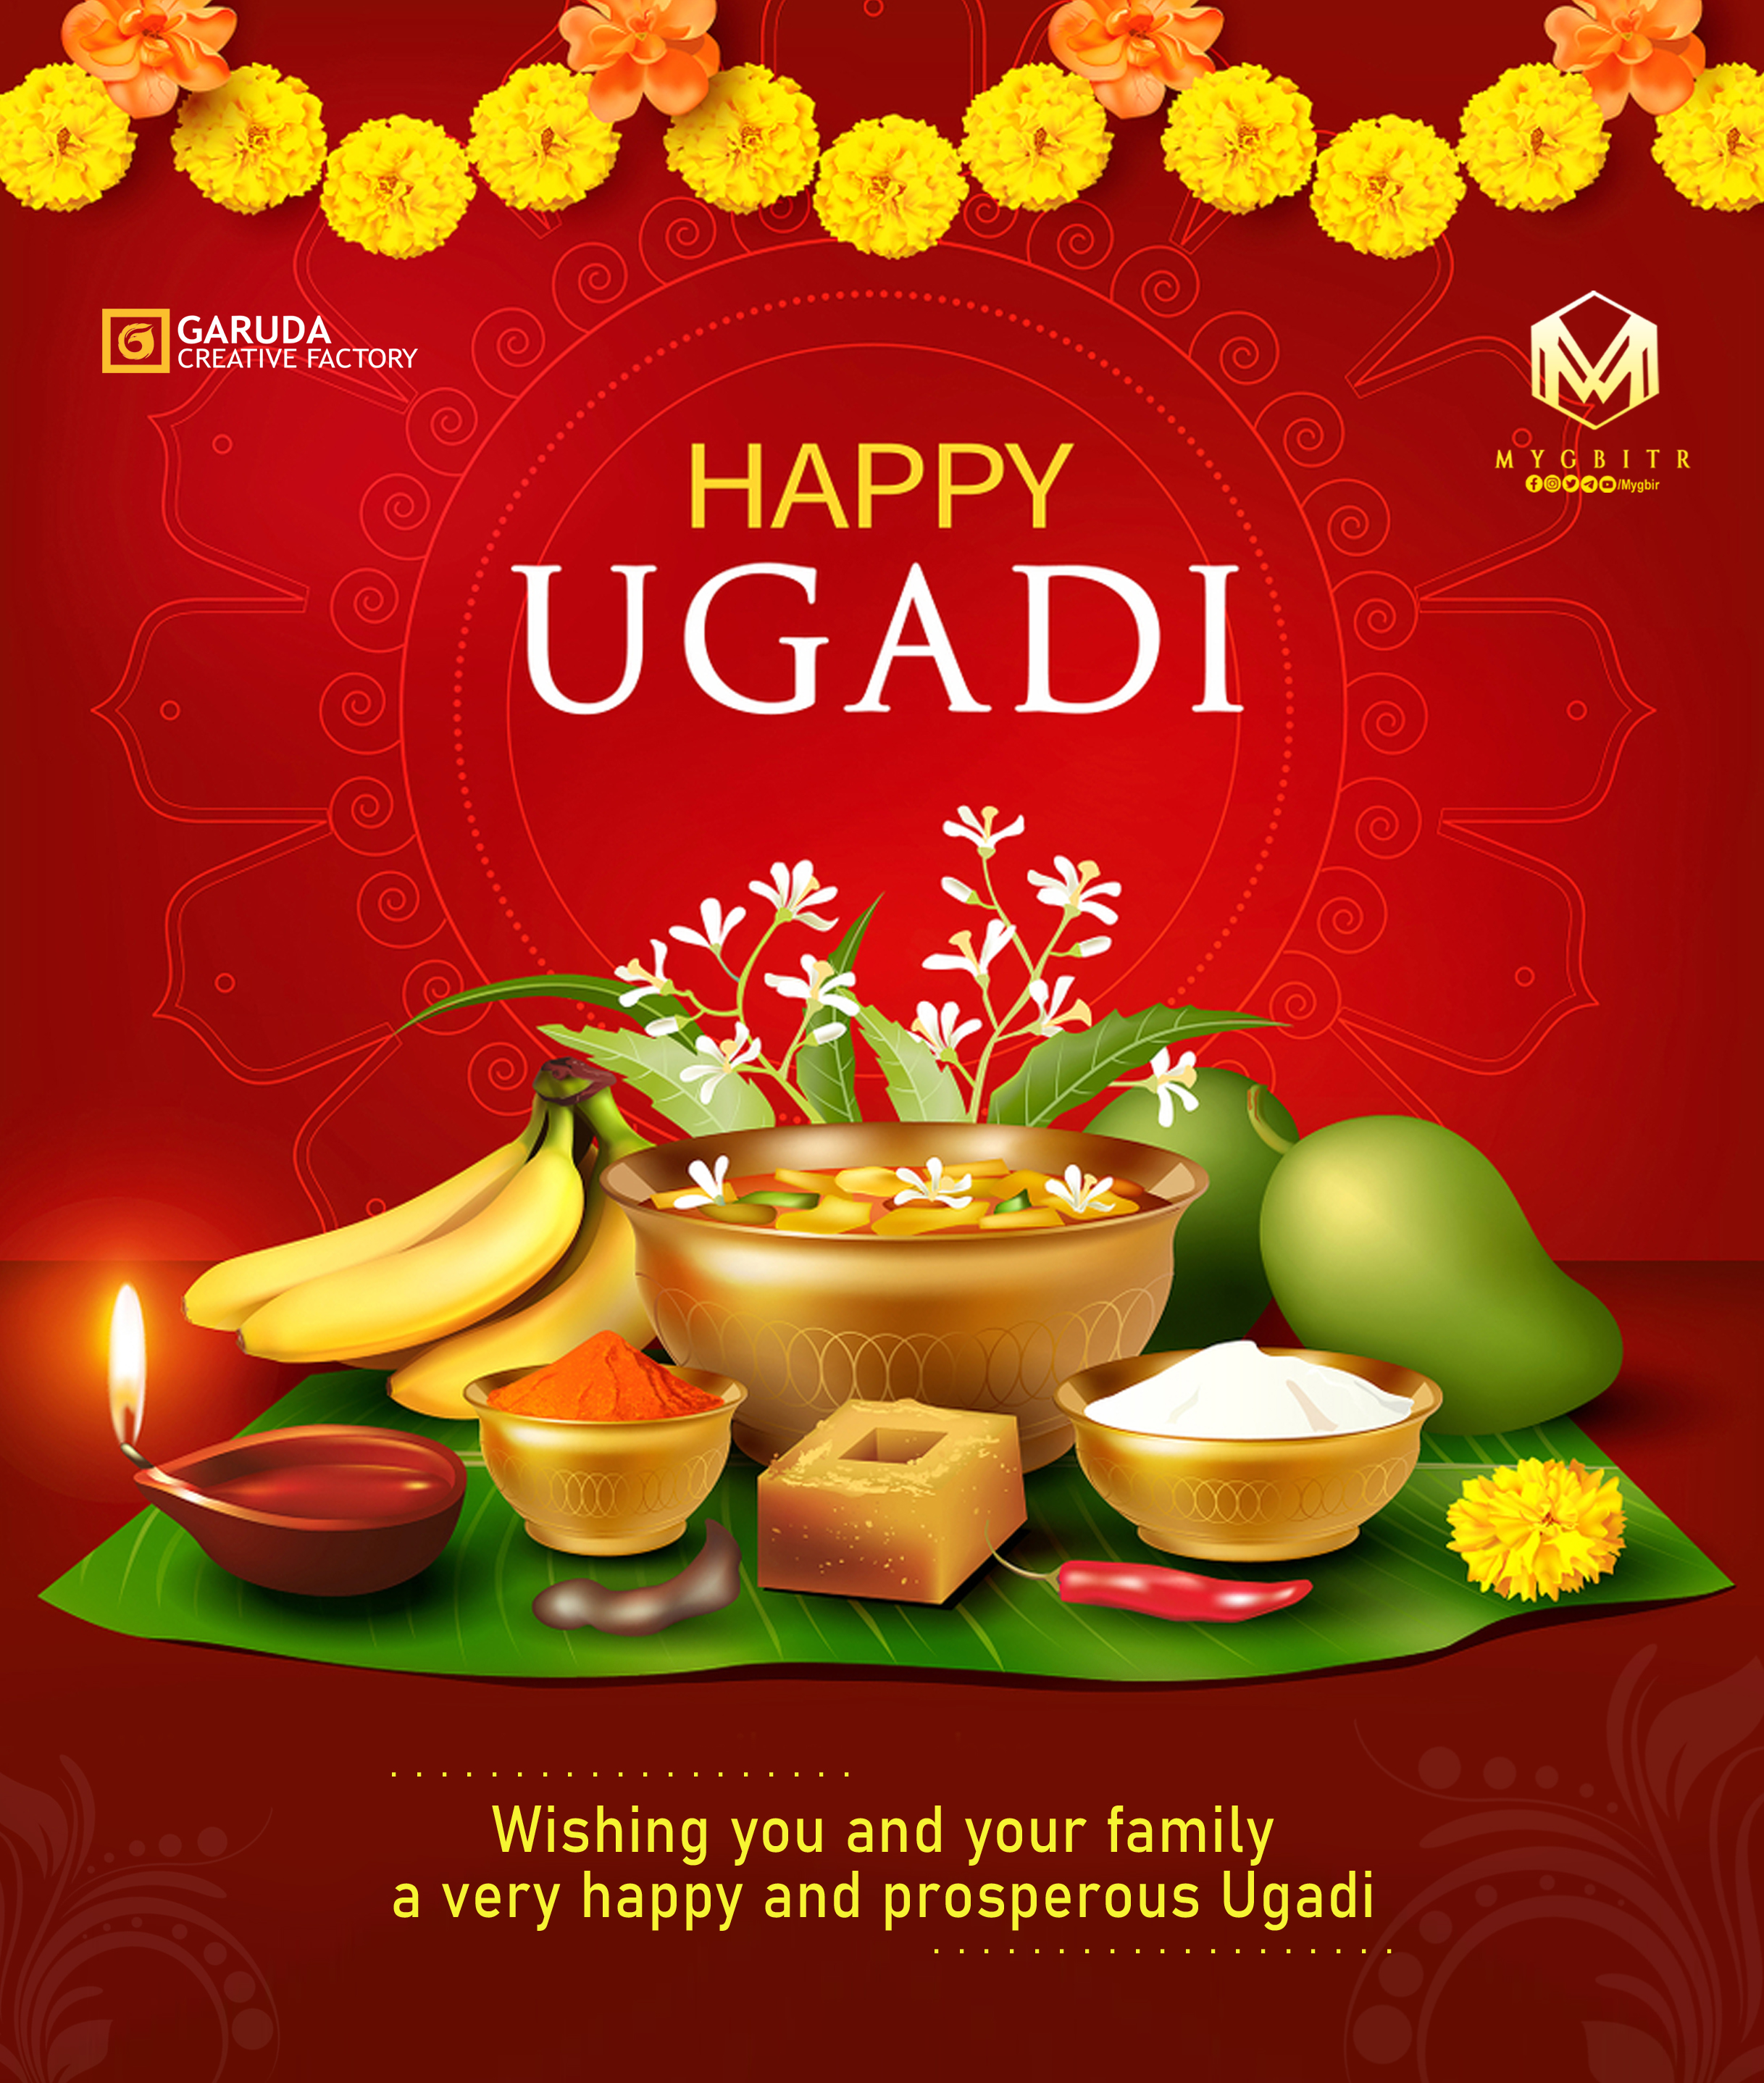 GARUDA
CREATIVE FACTORY
MYGBITR
/Mygbir
HAPPY
UGADI
Wishing you and your family
a very happy and prosperous Ugadi